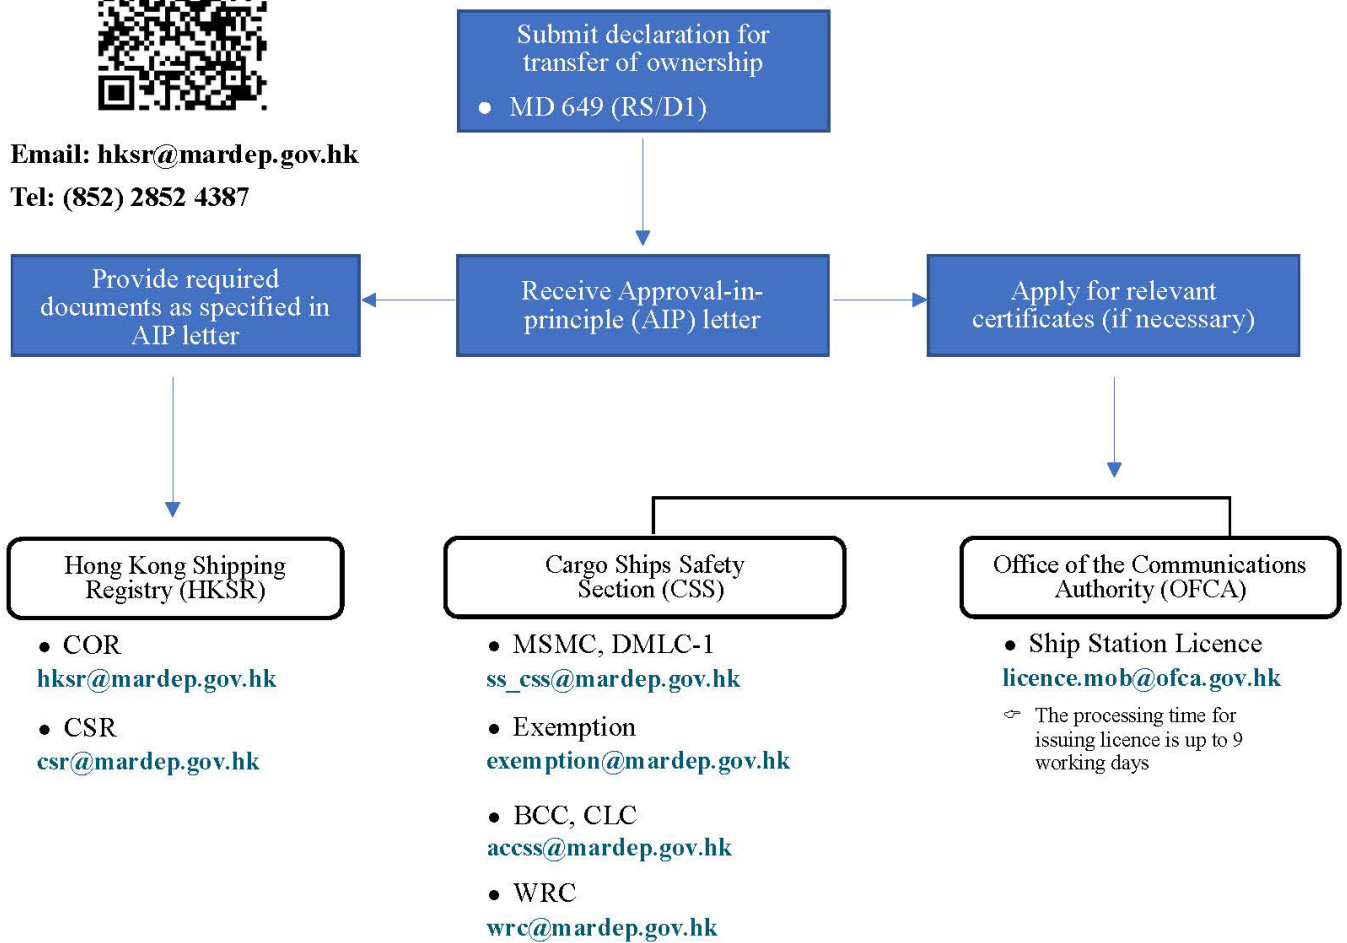 Submit declaration for
transfer of ownership
● MD 649 (RS/D1)
Email: hksr@mardep.gov.hk
Tel: (852) 2852 4387
Provide required
documents as specified in
AIP letter
Receive Approval-in-
principle (AIP) letter
Apply for relevant
certificates (if necessary)
Hong Kong Shipping
Registry (HKSR)
● COR
hksr@mardep.gov.hk
● CSR
csr@mardep.gov.hk
Cargo Ships Safety
Section (CSS)
● MSMC, DMLC-1
ss_css@mardep.gov.hk
● Exemption
exemption@mardep.gov.hk
● BCC, CLC
accss@mardep.gov.hk
● WRC
wrc@mardep.gov.hk
Office of the Communications
Authority (OFCA)
● Ship Station Licence
licence.mob@ofca.gov.hk
☞ The processing time for
issuing licence is up to 9
working days